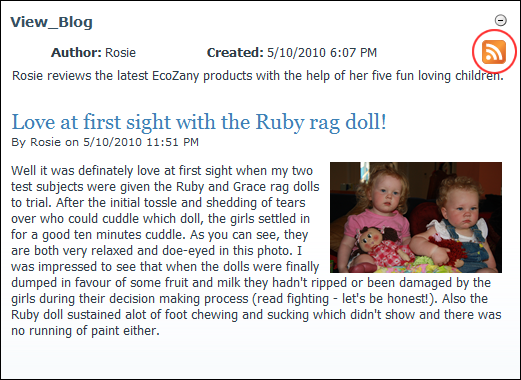 View_Blog
Author: Rosie Created: 5/10/2010 6:07 PM
Rosie reviews the latest EcoZany products with the help of her five fun loving children.
Love at first sight with the Ruby rag doll!
By Rosie on 5/10/2010 11:51 PM
Well it was definately love at first sight when my two
test subjects were given the Ruby and Grace rag dolls
to trial. After the initial tossle and shedding of tears
over who could cuddle which doll, the girls settled in
for a good ten minutes cuddle. As you can see, they
are both very relaxed and doe-eyed in this photo. I
was impressed to see that when the dolls were finally
dumped in favour of some fruit and milk they hadn't ripped or been damaged by the
girls during their decision making process (read fighting - let's be honest!). Also the
Ruby doll sustained alot of foot chewing and sucking which didn't show and there was
no running of paint either.